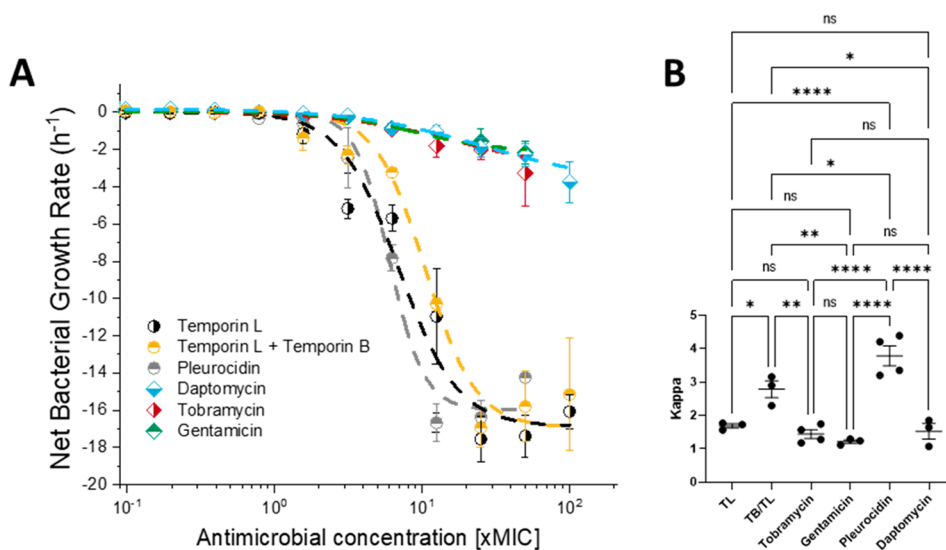 A
Net Bacterial Growth Rate (h⁻¹)
0
-2
-4
-6
-8
-10
-12
-14
-16
-18
-20
Temporin L
Temporin L + Temporin B
Pleurocidin
Daptomycin
Tobramycin
Gentamicin
10⁻¹ 10⁰ 10¹ 10²
Antimicrobial concentration [xMIC]
B
ns
*
****
ns
*
ns ns
**
ns **** ****
* ** ns ****
Kappa
5
4
3
2
1
0
TL
TB/TL
Tobramycin
Gentamicin
Pleurocidin
Daptomycin